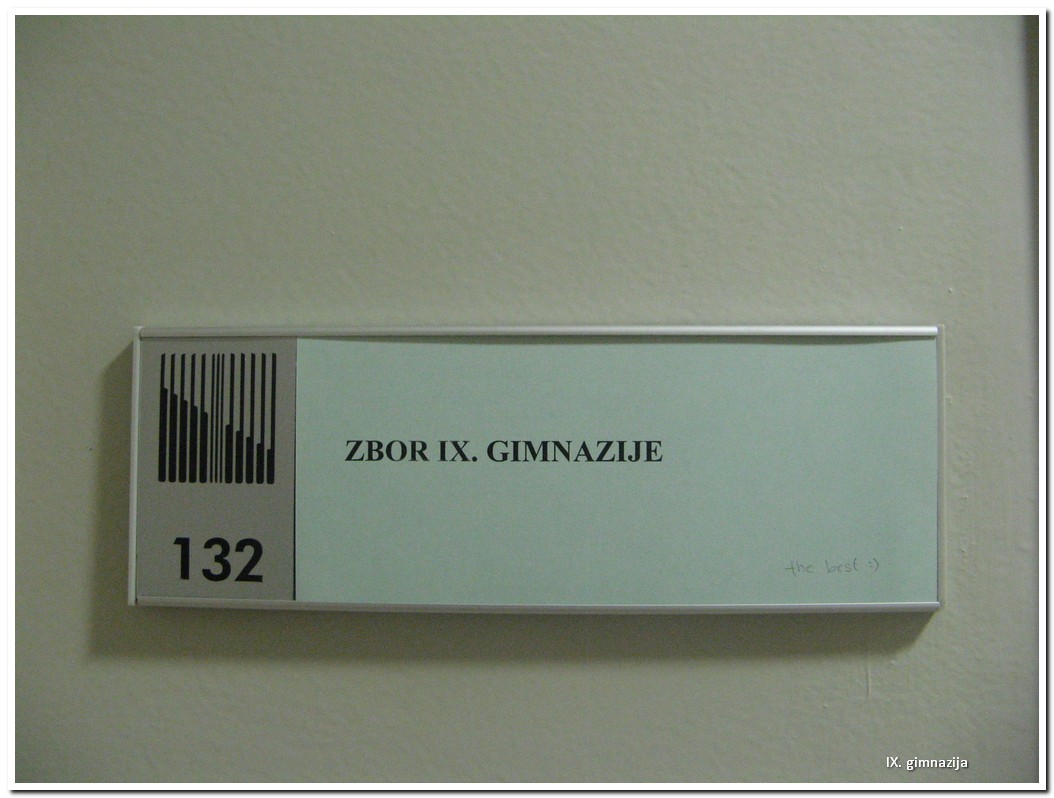 ZBOR IX. GIMNAZIJE
132
the best :)
IX. gimnazija